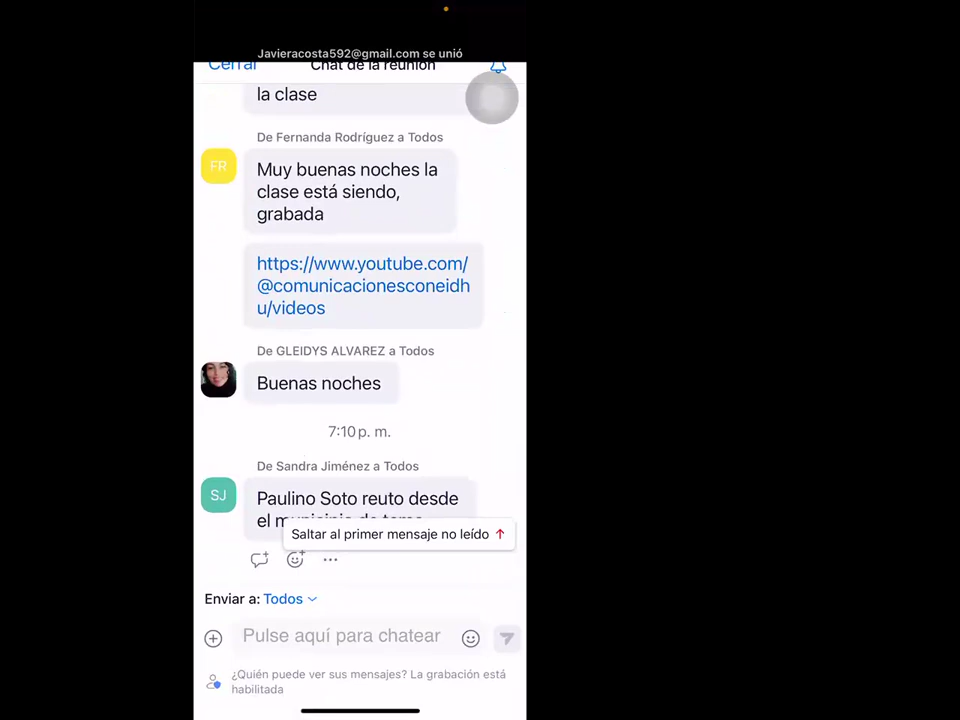 Javieracosta592@gmail.com se unió
Cerrar
Chat de la reunión
la clase
De Fernanda Rodríguez a Todos
FR
Muy buenas noches la
clase está siendo,
grabada
https://www.youtube.com/
@comunicacionesconeidh
u/videos
De GLEIDYS ALVAREZ a Todos
Buenas noches
7:10 p. m.
De Sandra Jiménez a Todos
SJ
Paulino Soto reuto desde
el
Saltar al primer mensaje no leído ↑
Enviar a: Todos
Pulse aquí para chatear
¿Quién puede ver sus mensajes? La grabación está
habilitada